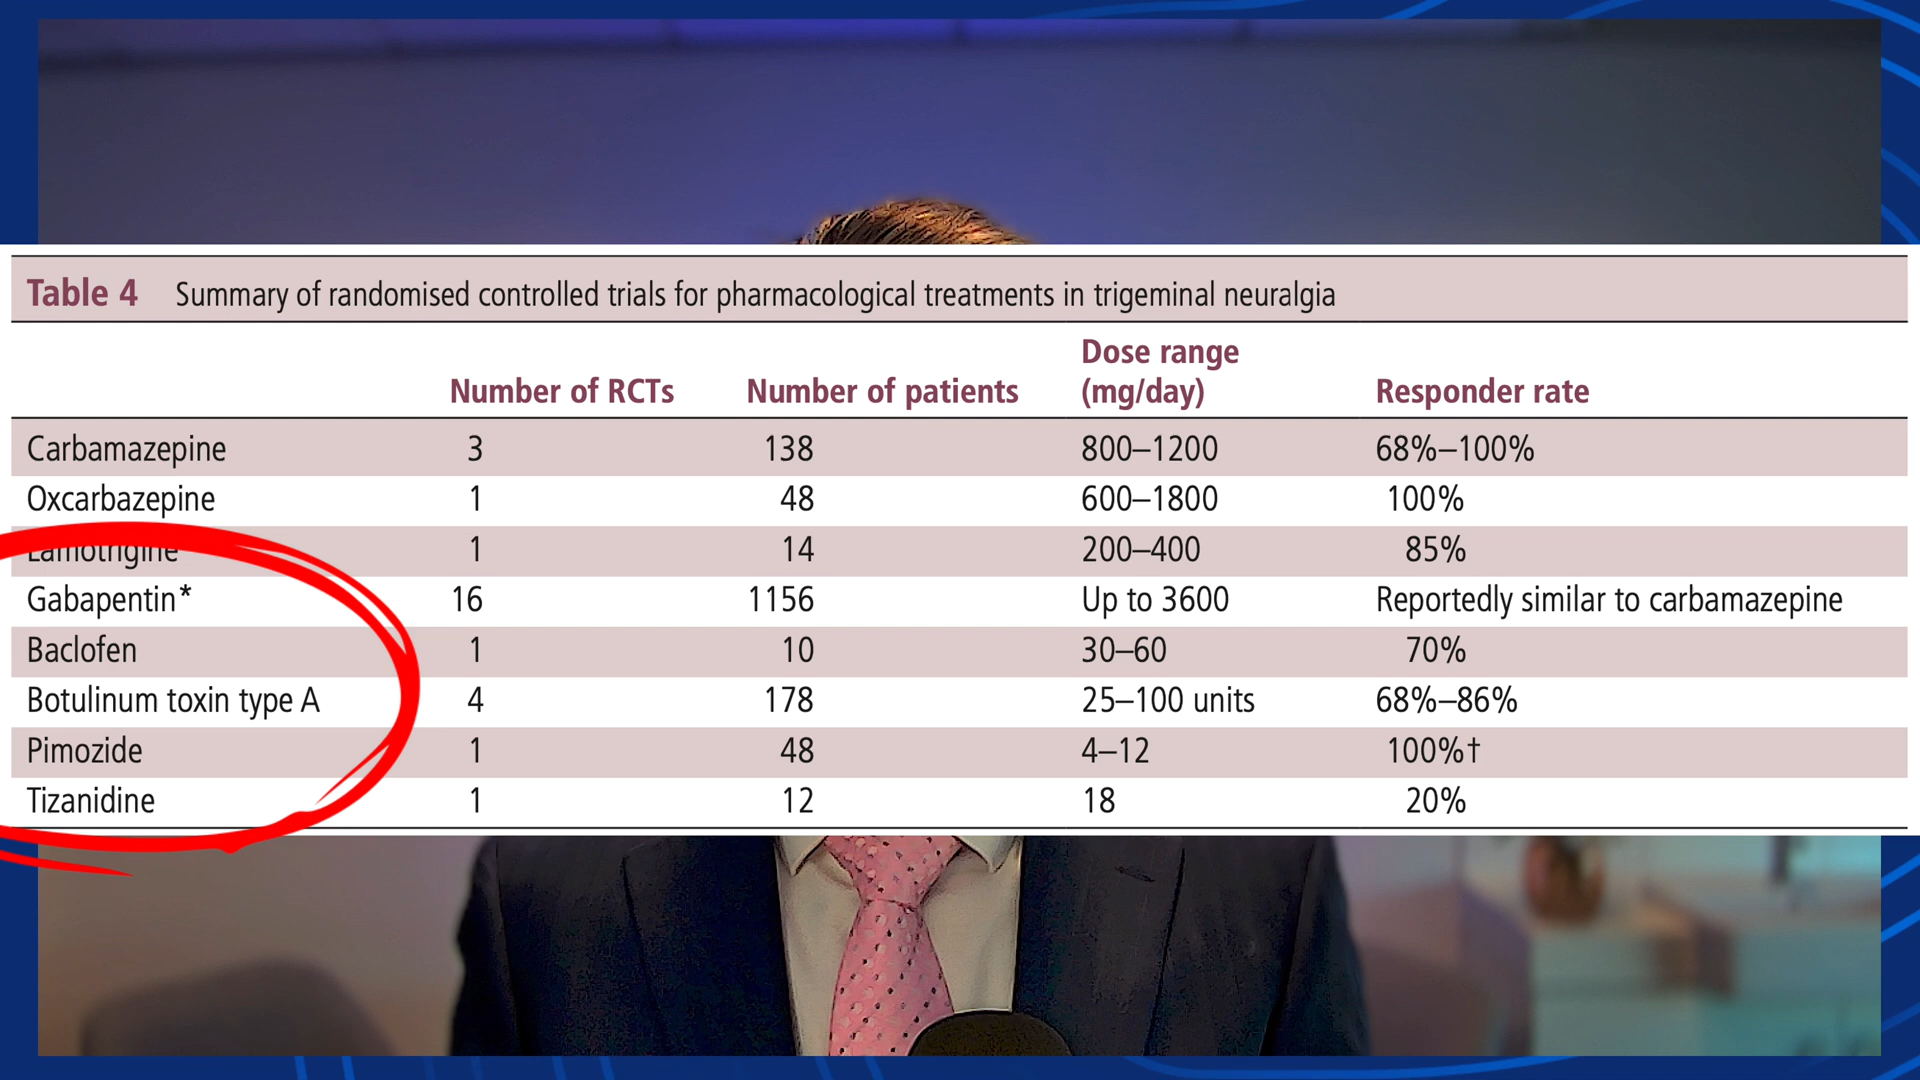 Table 4 Summary of randomised controlled trials for pharmacological treatments in trigeminal neuralgia
Number of RCTs Number of patients Dose range (mg/day) Responder rate
Carbamazepine 3 138 800–1200 68%–100%
Oxcarbazepine 1 48 600–1800 100%
Lamotrigine 1 14 200–400 85%
Gabapentin* 16 1156 Up to 3600 Reportedly similar to carbamazepine
Baclofen 1 10 30–60 70%
Botulinum toxin type A 4 178 25–100 units 68%–86%
Pimozide 1 48 4–12 100%†
Tizanidine 1 12 18 20%